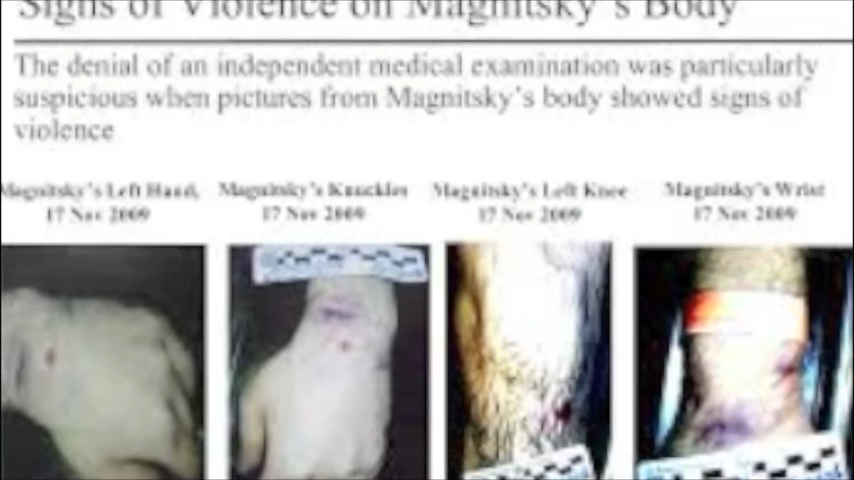 Signs of Violence on Magnitsky's Body
The denial of an independent medical examination was particularly
suspicious when pictures from Magnitsky's body showed signs of
violence
Magnitsky's Left Hand, Magnitsky's Knuckles Magnitsky's Left Knee Magnitsky's Wrist
17 Nov 2009 17 Nov 2009 17 Nov 2009 17 Nov 2009